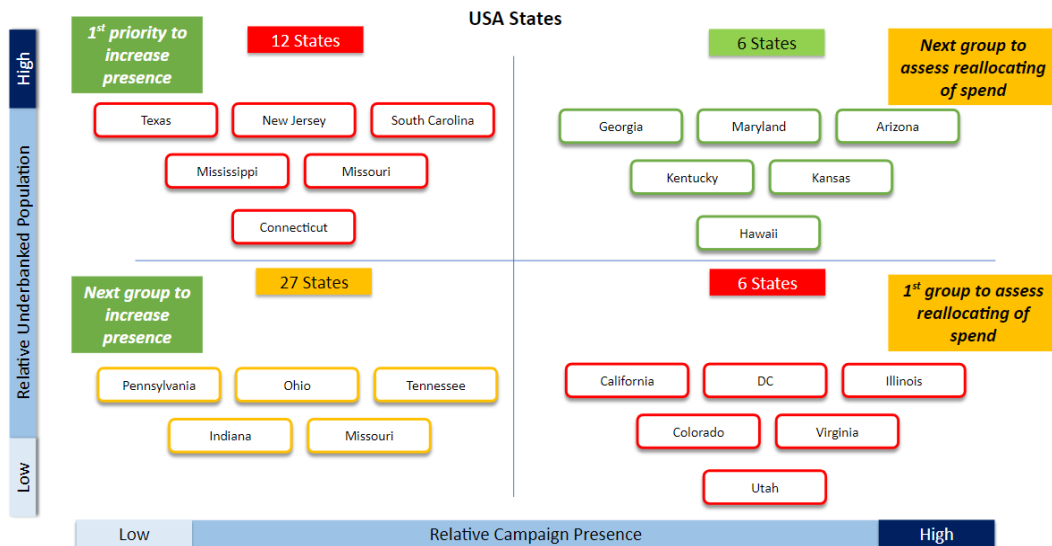 USA States
1st priority to
increase
presence
12 States
6 States
Next group to
assess reallocating
of spend
High
Relative Underbanked Population
Low
Texas
New Jersey
South Carolina
Mississippi
Missouri
Connecticut
Georgia
Maryland
Arizona
Kentucky
Kansas
Hawaii
Next group to
increase
presence
27 States
6 States
1st group to assess
reallocating of
spend
Pennsylvania
Ohio
Tennessee
Indiana
Missouri
California
DC
Illinois
Colorado
Virginia
Utah
Low
Relative Campaign Presence
High